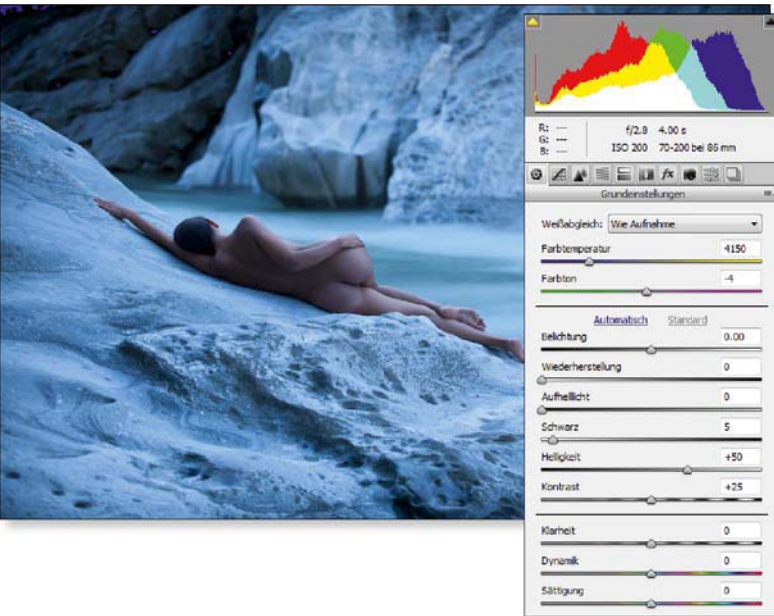 R: ---
G: ---
B: ---
f/2.8 4.00 s
ISO 200 70-200 bei 86 mm
fx
Grundeinstellungen
Weißabgleich: Wie Aufnahme
Farbtemperatur 4150
Farbton -4
Automatisch Standard
Belichtung 0.00
Wiederherstellung 0
Aufhelllicht 0
Schwarz 5
Helligkeit +50
Kontrast +25
Klarheit 0
Dynamik 0
Sättigung 0